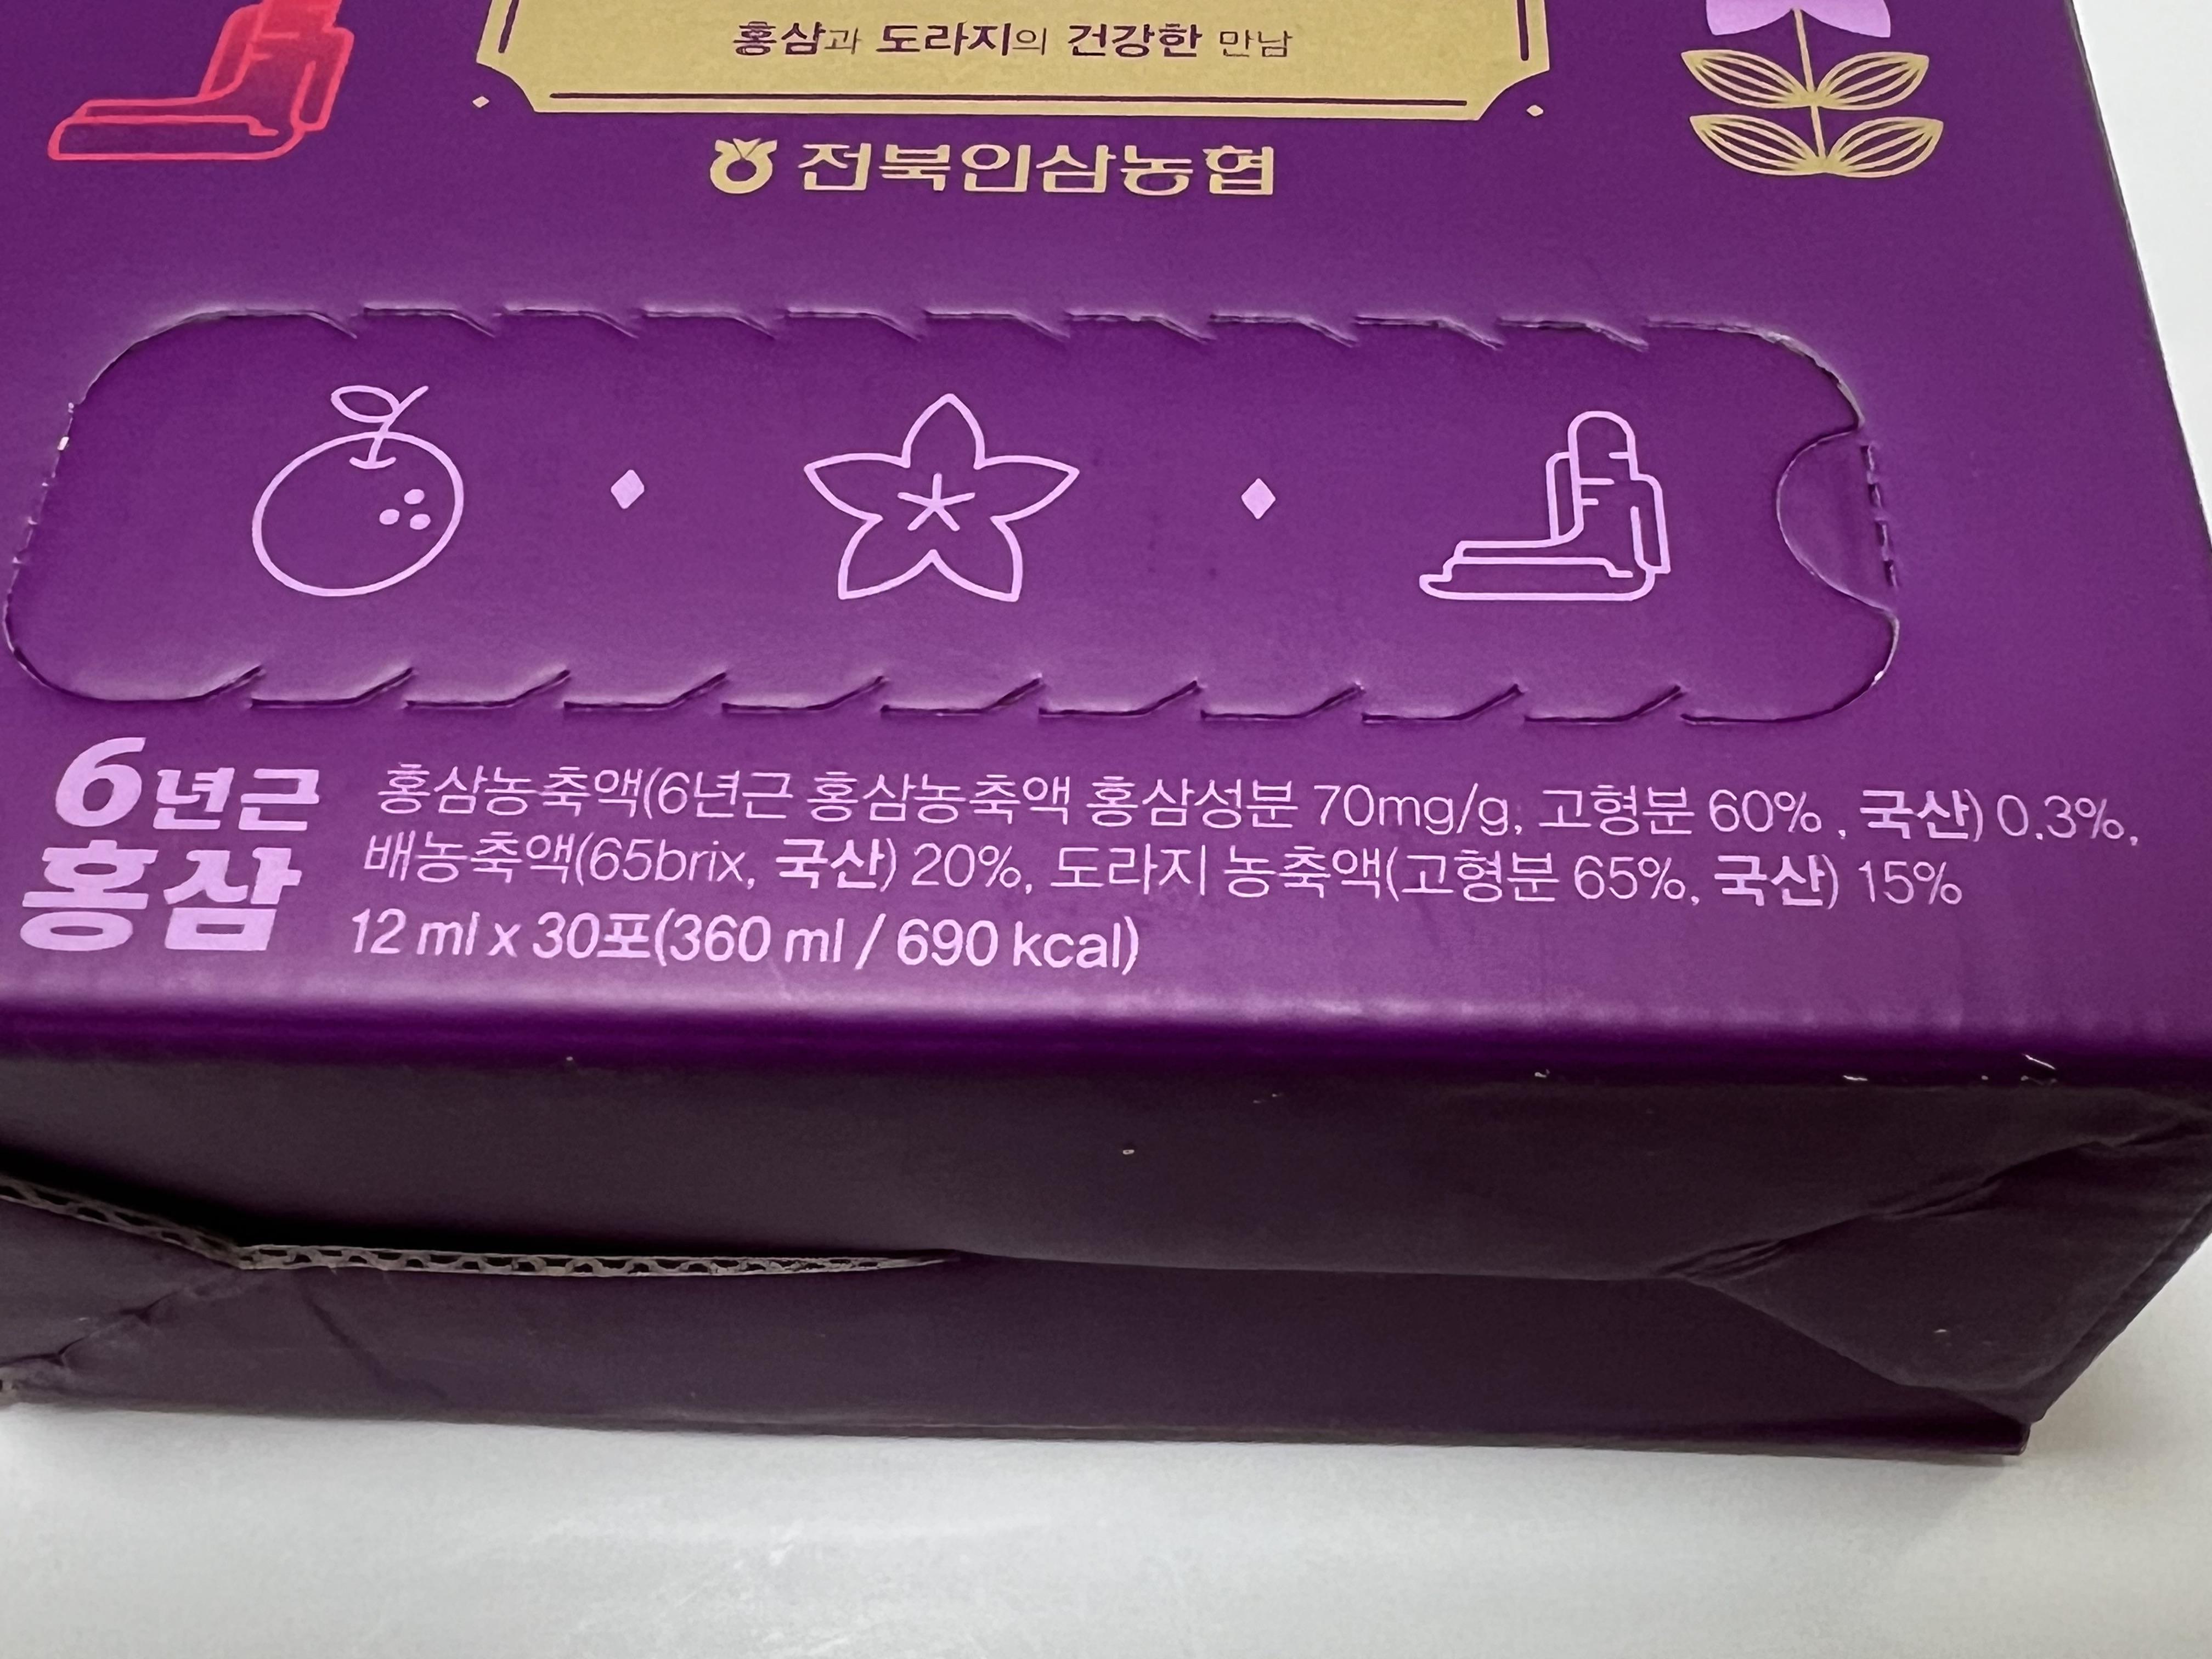 홍삼과 도라지의 건강한 만남
전북인삼농협
6년근
홍삼
홍삼농축액(6년근 홍삼농축액 홍삼성분 70mg/g, 고형분 60%, 국산) 0.3%,
배농축액(65brix, 국산) 20%, 도라지 농축액(고형분 65%, 국산) 15%
12 ml x 30포(360 ml / 690 kcal)